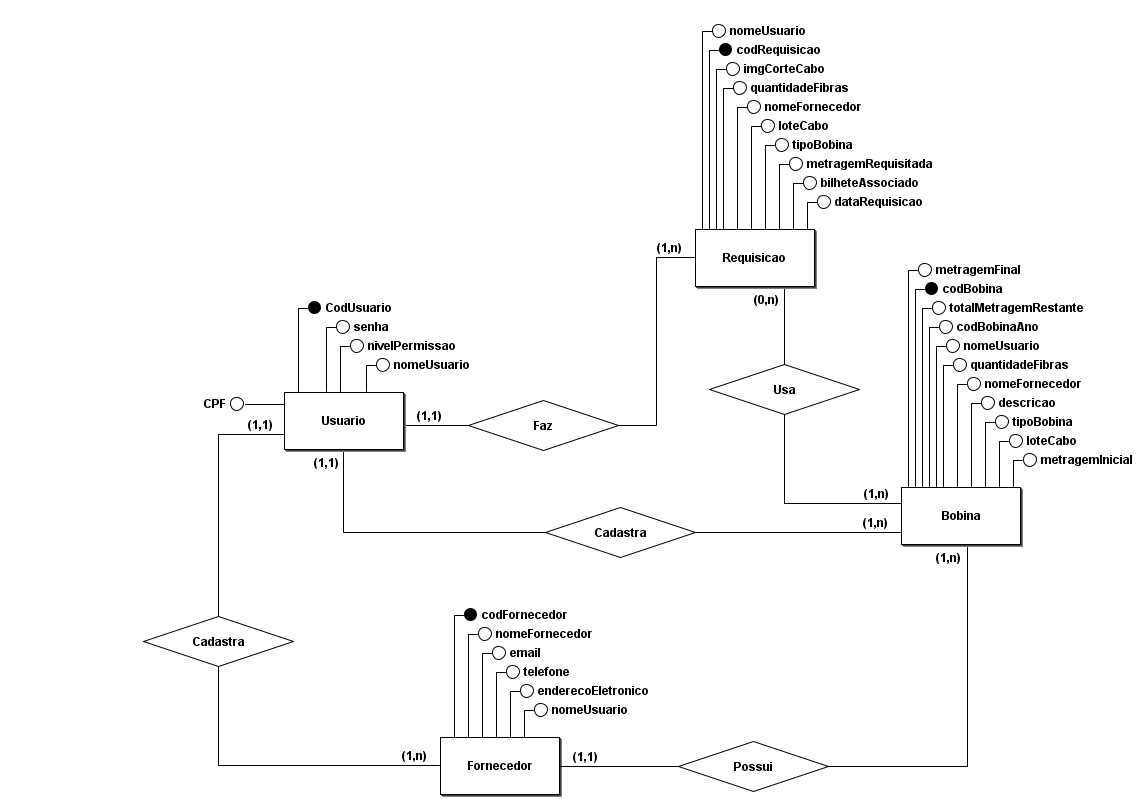 nomeUsuario
codRequisicao
imgCorteCabo
quantidadeFibras
nomeFornecedor
loteCabo
tipoBobina
metragemRequisitada
bilheteAssociado
dataRequisicao
(1,n)
Requisicao
(0,n)
metragemFinal
codBobina
totalMetragemRestante
codBobinaAno
nomeUsuario
quantidadeFibras
nomeFornecedor
descricao
tipoBobina
loteCabo
metragemInicial
CodUsuario
senha
nivelPermissao
nomeUsuario
CPF
Usuario
(1,1)
(1,1)
(1,1)
Faz
Usa
(1,n)
Bobina
(1,n)
(1,n)
Cadastra
Cadastra
codFornecedor
nomeFornecedor
email
telefone
enderecoEletronico
nomeUsuario
(1,n)
Fornecedor
(1,1)
Possui